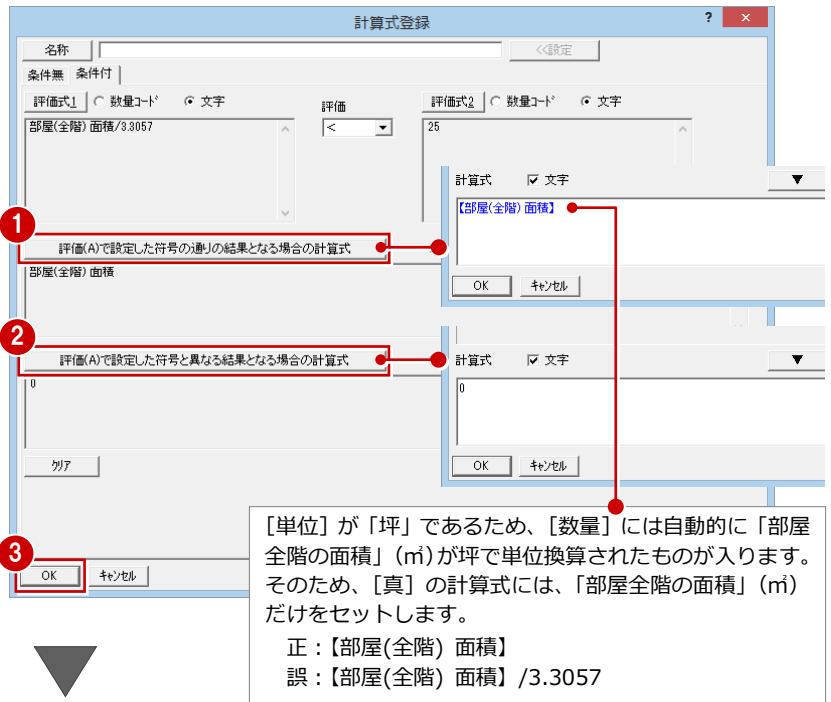 計算式登録
? ×
名称
<<設定
条件無 条件付
評価式1 数量コード 文字
評価
評価式2 数量コード 文字
部屋(全階) 面積/3.3057
<
25
計算式 文字
▼
【部屋(全階) 面積】
1
評価(A)で設定した符号の通りの結果となる場合の計算式
OK キャンセル
部屋(全階) 面積
2
評価(A)で設定した符号と異なる結果となる場合の計算式
計算式 文字
▼
0
0
クリア
OK キャンセル
[単位] が「坪」であるため、[数量] には自動的に「部屋
全階の面積」(㎡)が坪で単位換算されたものが入ります。
そのため、[真] の計算式には、「部屋全階の面積」(㎡)
だけをセットします。
正:【部屋(全階) 面積】
誤:【部屋(全階) 面積】/3.3057
3
OK キャンセル